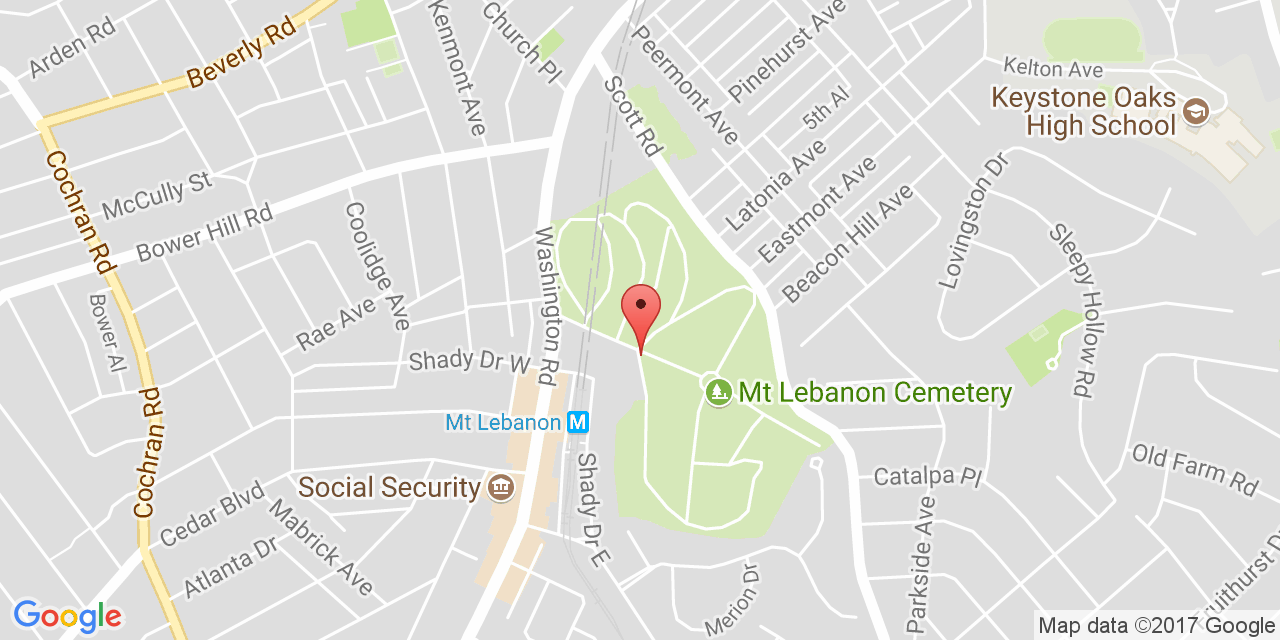 Arden Rd
Beverly Rd
Kenmont Ave
Church Pl
Peermont Ave
Pinehurst Ave
Scott Rd
5th Al
Kelton Ave
Keystone Oaks
High School
Cochran Rd
McCully St
Bower Hill Rd
Coolidge Ave
Washington Rd
Latonia Ave
Eastmont Ave
Beacon Hill Ave
Lovingston Dr
Sleepy Hollow Rd
Bower Al
Rae Ave
Shady Dr W
Mt Lebanon Cemetery
Cochran Rd
Mt Lebanon M
Social Security
Shady Dr E
Catalpa Pl
Old Farm Rd
Cedar Blvd
Mabrick Ave
Atlanta Dr
Merion Dr
Parkside Ave
Fruithurst D
Google
Map data ©2017 Google